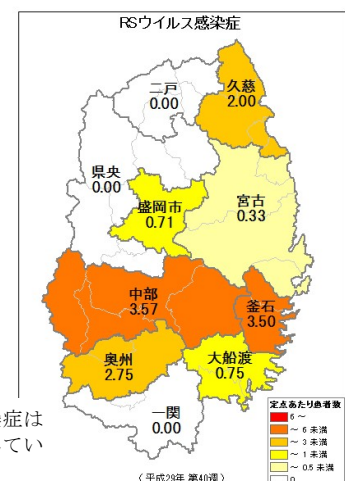 RSウイルス感染症
二戸
0.00
久慈
2.00
県央
0.00
盛岡市
0.71
宮古
0.33
中部
3.57
釜石
3.50
奥州
2.75
大船渡
0.75
一関
0.00
症は
てい
定点あたり患者数
6 ～
～ 6 未満
～ 3 未満
～ 1 未満
～ 0.5 未満
0
(平成29年 第40週)